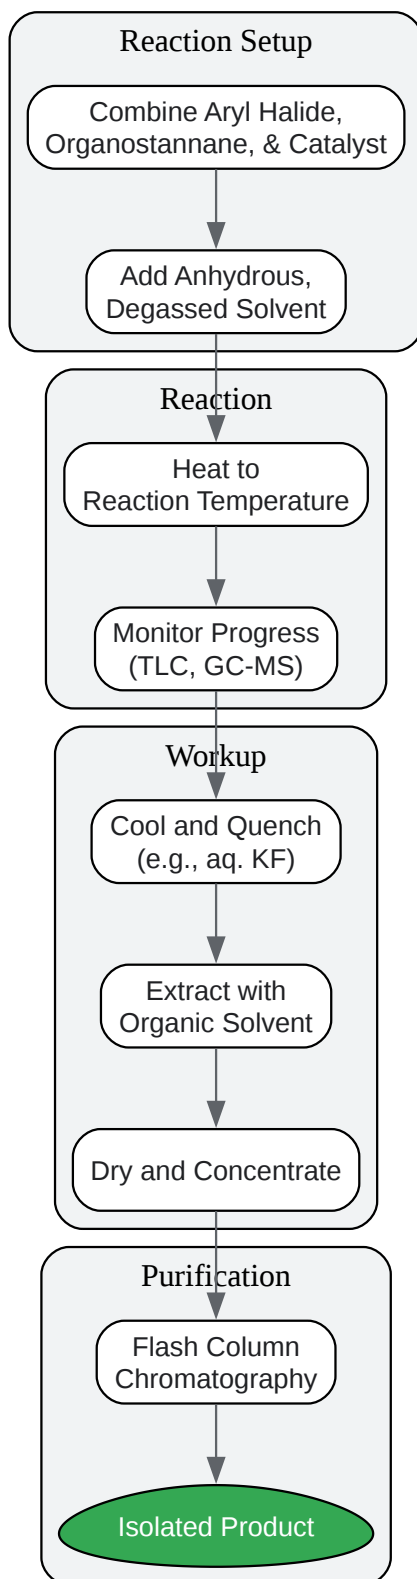 Reaction Setup
Combine Aryl Halide,
Organostannane, & Catalyst
Add Anhydrous,
Degassed Solvent
Reaction
Heat to
Reaction Temperature
Monitor Progress
(TLC, GC-MS)
Workup
Cool and Quench
(e.g., aq. KF)
Extract with
Organic Solvent
Dry and Concentrate
Purification
Flash Column
Chromatography
Isolated Product